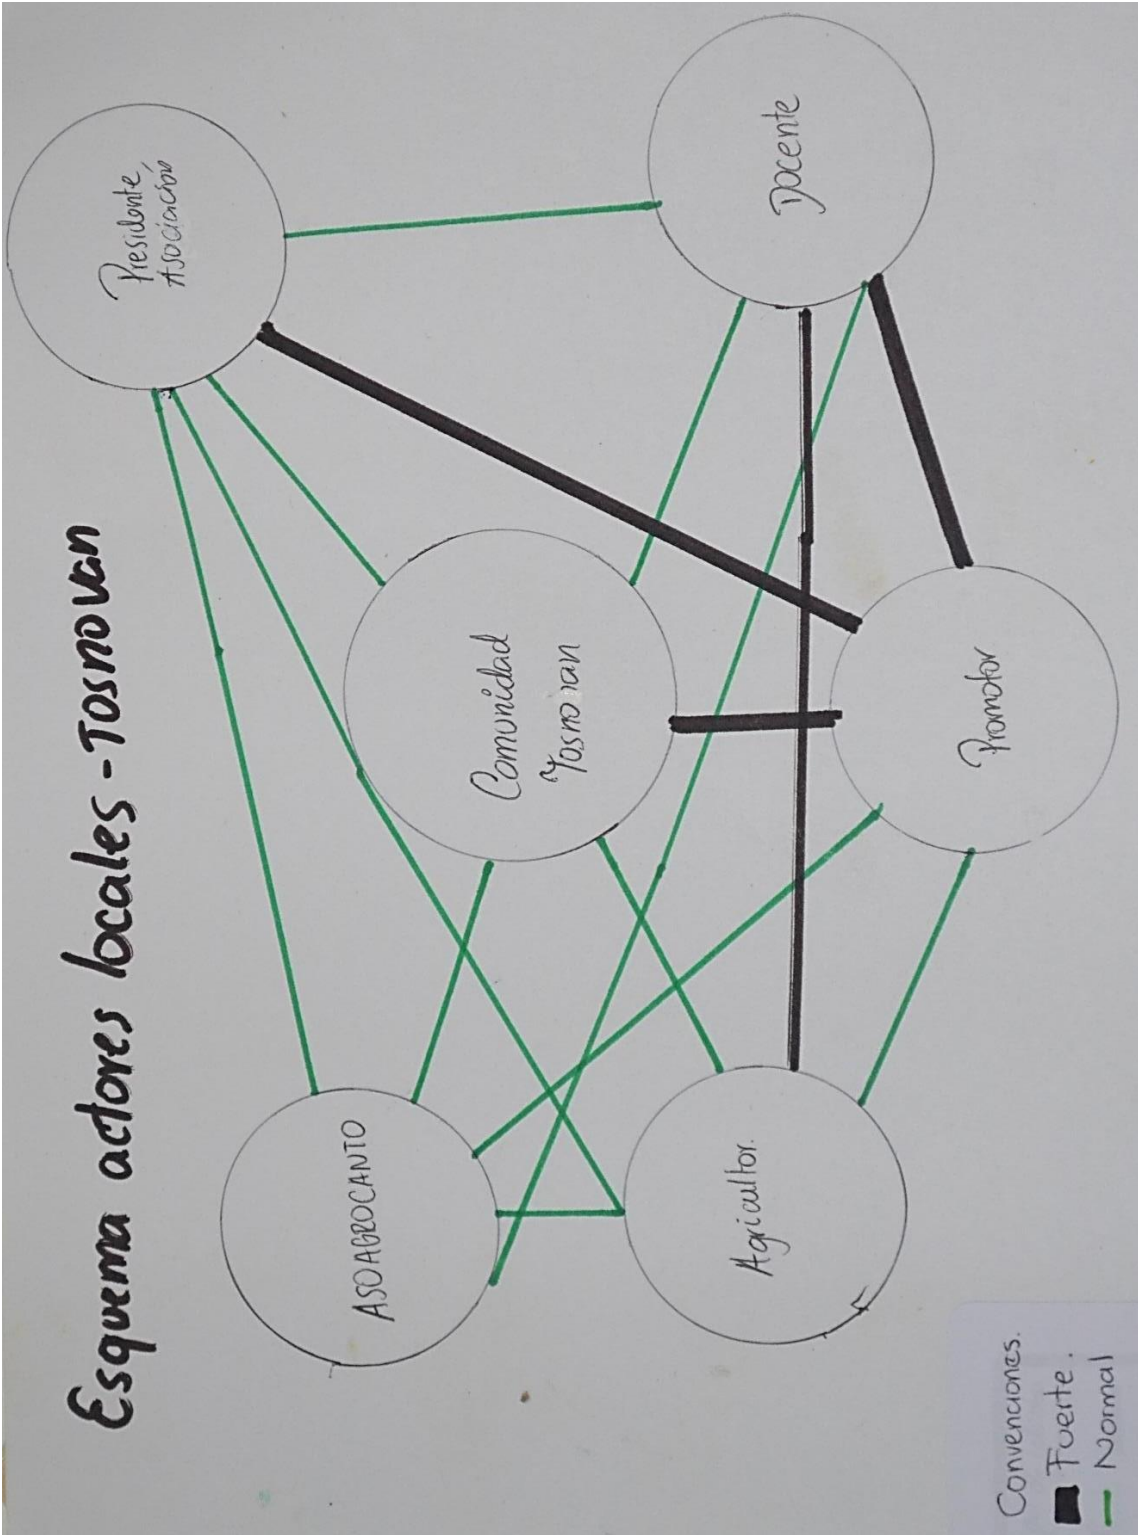 Esquema actores locales - Tosnovan
ASOAGROCANTO
Presidente
Asociación
Comunidad
Tosnovan
Agricultor.
Docente
Promotor
Convenciones.
Fuerte.
Normal